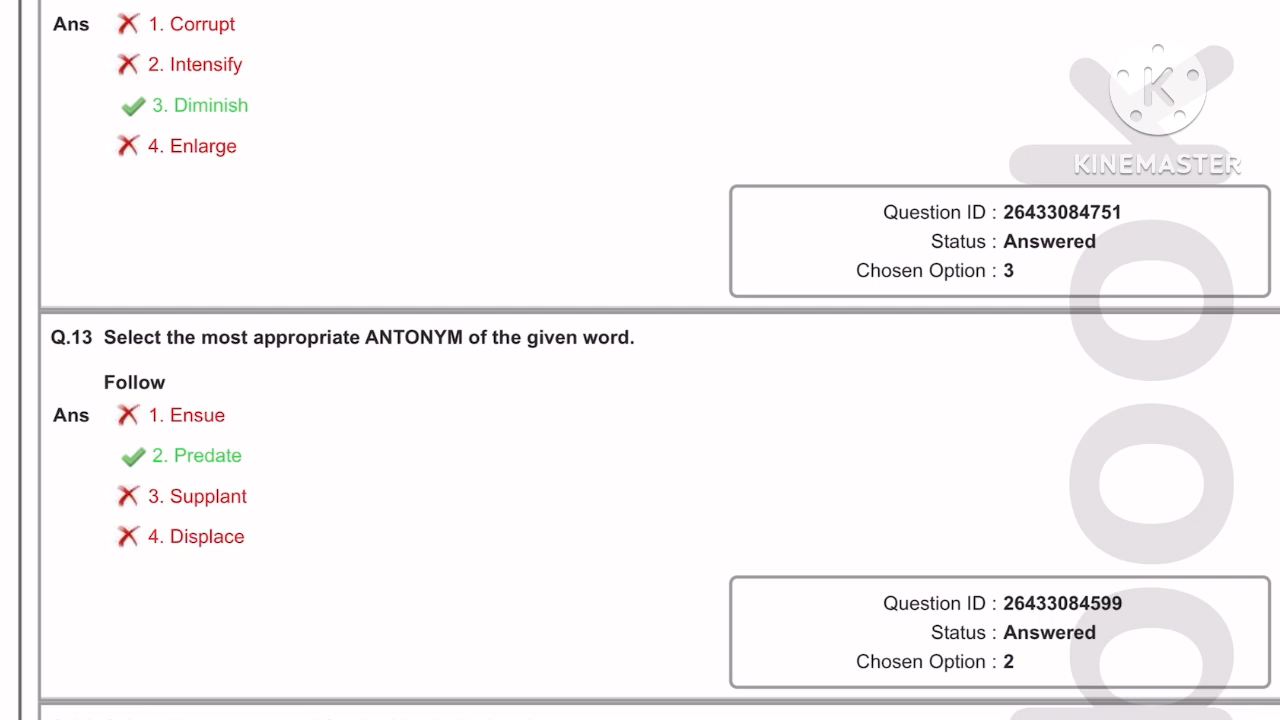 Ans 1. Corrupt
2. Intensify
3. Diminish
4. Enlarge
K
KINEMASTER
Question ID : 26433084751
Status : Answered
Chosen Option : 3
Q.13 Select the most appropriate ANTONYM of the given word.
Follow
Ans 1. Ensue
2. Predate
3. Supplant
4. Displace
Question ID : 26433084599
Status : Answered
Chosen Option : 2